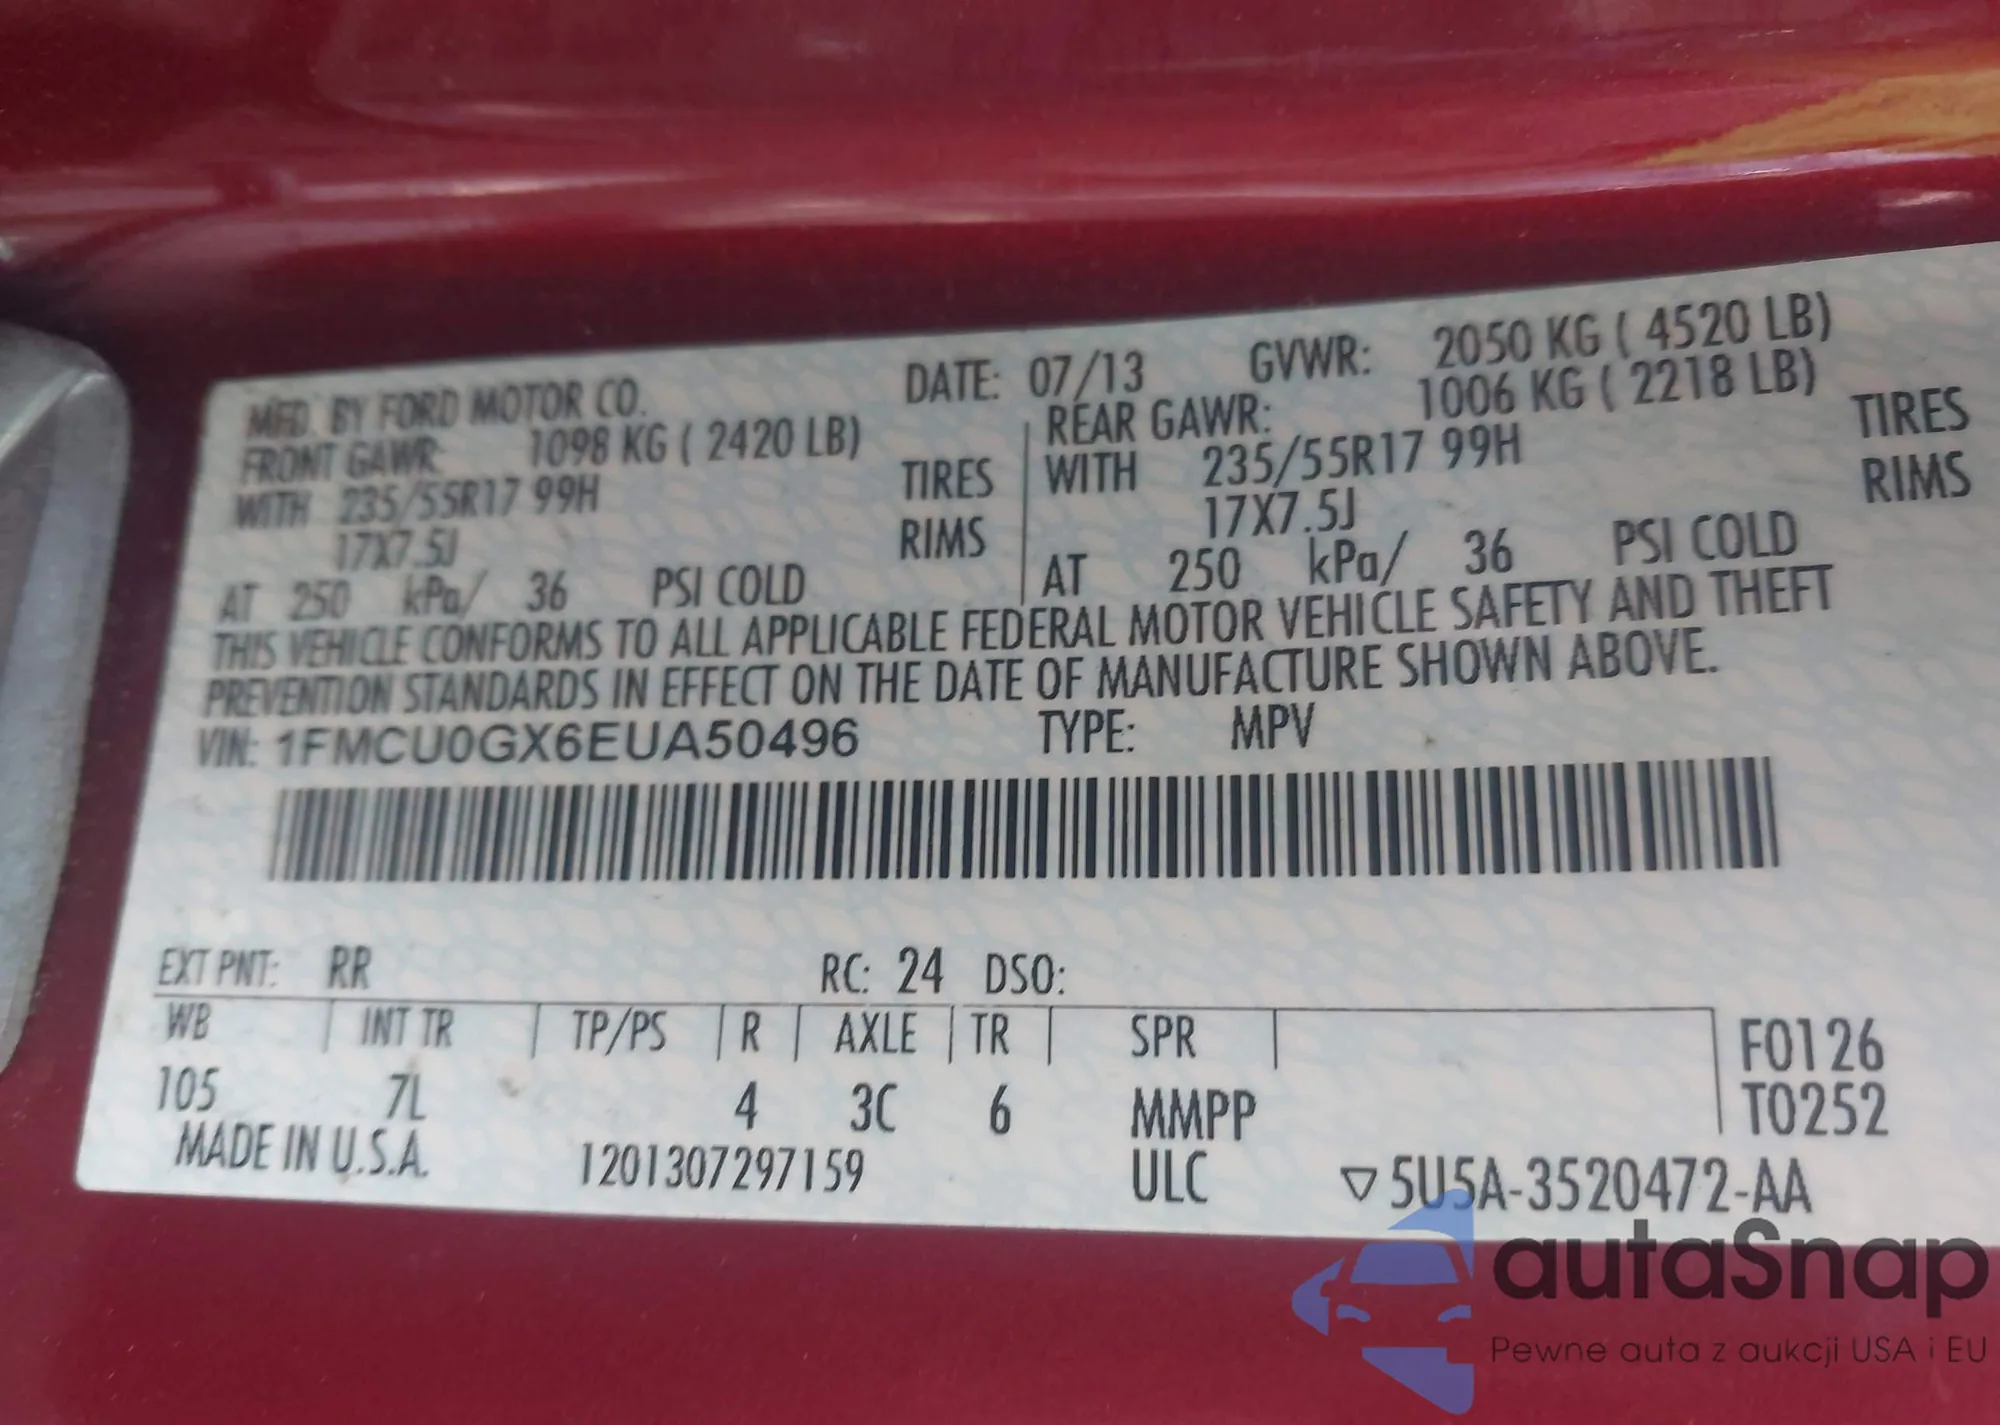 MFD. BY FORD MOTOR CO. DATE: 07/13 GVWR: 2050 KG ( 4520 LB)
FRONT GAWR: 1098 KG ( 2420 LB) REAR GAWR: 1006 KG ( 2218 LB)
WITH 235/55R17 99H TIRES WITH 235/55R17 99H TIRES
17X7.5J RIMS 17X7.5J RIMS
AT 250 kPa/ 36 PSI COLD AT 250 kPa/ 36 PSI COLD
THIS VEHICLE CONFORMS TO ALL APPLICABLE FEDERAL MOTOR VEHICLE SAFETY AND THEFT
PREVENTION STANDARDS IN EFFECT ON THE DATE OF MANUFACTURE SHOWN ABOVE.
VIN: 1FMCU0GX6EUA50496 TYPE: MPV
EXT PNT: RR RC: 24 DSO:
WB INT TR TP/PS R AXLE TR SPR F0126
105 7L 4 3C 6 MMPP T0252
MADE IN U.S.A. 1201307297159 ULC ▽5U5A-3520472-AA
autaSnap
Pewne auta z aukcji USA i EU